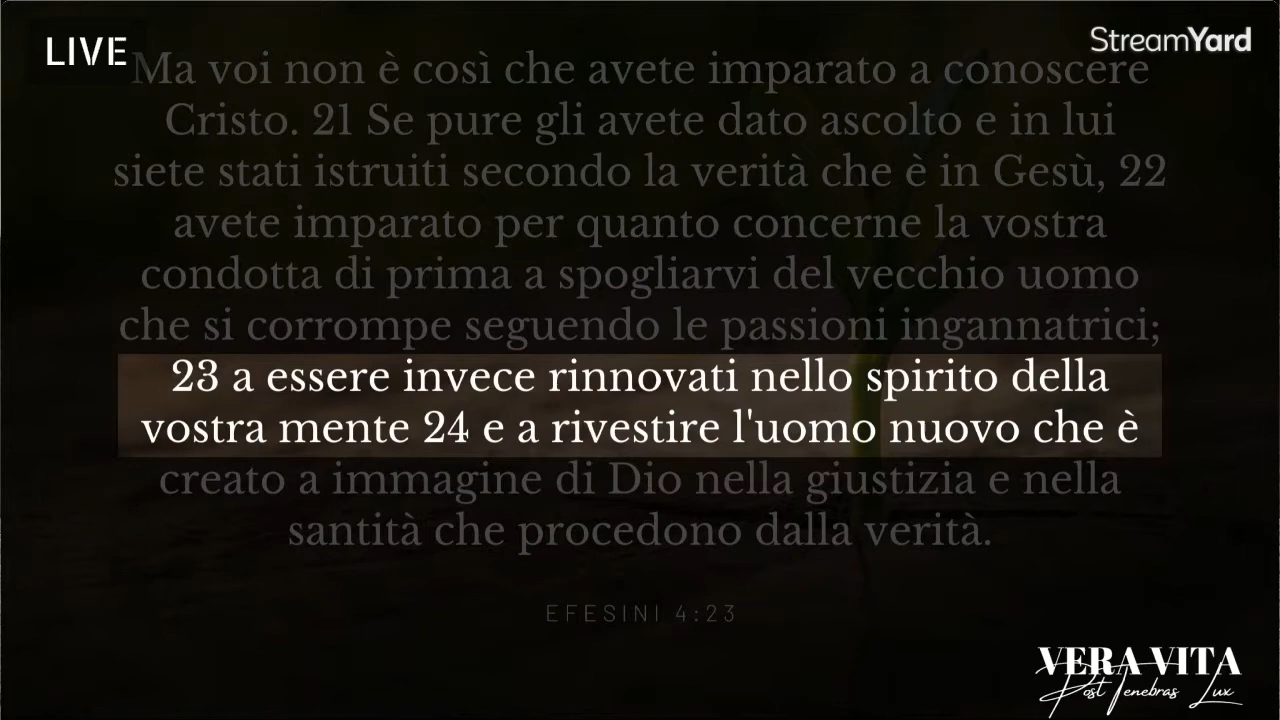 LIVE
StreamYard
Ma voi non è così che avete imparato a conoscere
Cristo. 21 Se pure gli avete dato ascolto e in lui
siete stati istruiti secondo la verità che è in Gesù, 22
avete imparato per quanto concerne la vostra
condotta di prima a spogliarvi del vecchio uomo
che si corrompe seguendo le passioni ingannatrici;
23 a essere invece rinnovati nello spirito della
vostra mente 24 e a rivestire l'uomo nuovo che è
creato a immagine di Dio nella giustizia e nella
santità che procedono dalla verità.
EFESINI 4:23
VERA VITA
Post Tenebras Lux